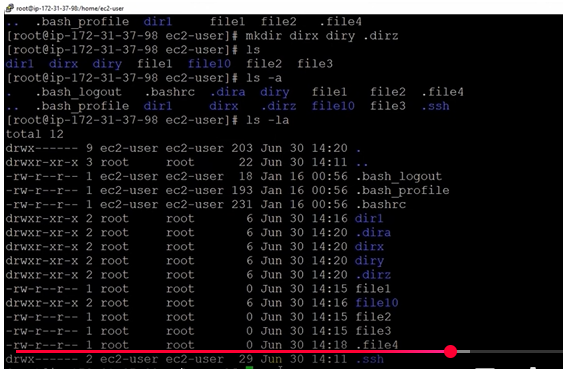 root@ip-172-31-37-98:/home/ec2-user
..  .bash_profile  dir1  file1  file2  .file4
[root@ip-172-31-37-98 ec2-user]# mkdir dirx diry .dirz
[root@ip-172-31-37-98 ec2-user]# ls
dir1  dirx  diry  file1  file10  file2  file3
[root@ip-172-31-37-98 ec2-user]# ls -a
.  .bash_logout  .bashrc  .dira  diry  file1  file2  .file4
..  .bash_profile  dir1  dirx  .dirz  file10  file3  .ssh
[root@ip-172-31-37-98 ec2-user]# ls -la
total 12
drwx------ 9 ec2-user ec2-user 203 Jun 30 14:20 .
drwxr-xr-x 3 root root 22 Jun 30 14:11 ..
-rw-r--r-- 1 ec2-user ec2-user 18 Jan 16 00:56 .bash_logout
-rw-r--r-- 1 ec2-user ec2-user 193 Jan 16 00:56 .bash_profile
-rw-r--r-- 1 ec2-user ec2-user 231 Jan 16 00:56 .bashrc
drwxr-xr-x 2 root root 6 Jun 30 14:16 dir1
drwxr-xr-x 2 root root 6 Jun 30 14:20 .dira
drwxr-xr-x 2 root root 6 Jun 30 14:20 dirx
drwxr-xr-x 2 root root 6 Jun 30 14:20 diry
drwxr-xr-x 2 root root 6 Jun 30 14:20 .dirz
-rw-r--r-- 1 root root 0 Jun 30 14:15 file1
drwxr-xr-x 2 root root 6 Jun 30 14:16 file10
-rw-r--r-- 1 root root 0 Jun 30 14:15 file2
-rw-r--r-- 1 root root 0 Jun 30 14:15 file3
-rw-r--r-- 1 root root 0 Jun 30 14:18 .file4
drwx------ 2 ec2-user ec2-user 29 Jun 30 14:11 .ssh